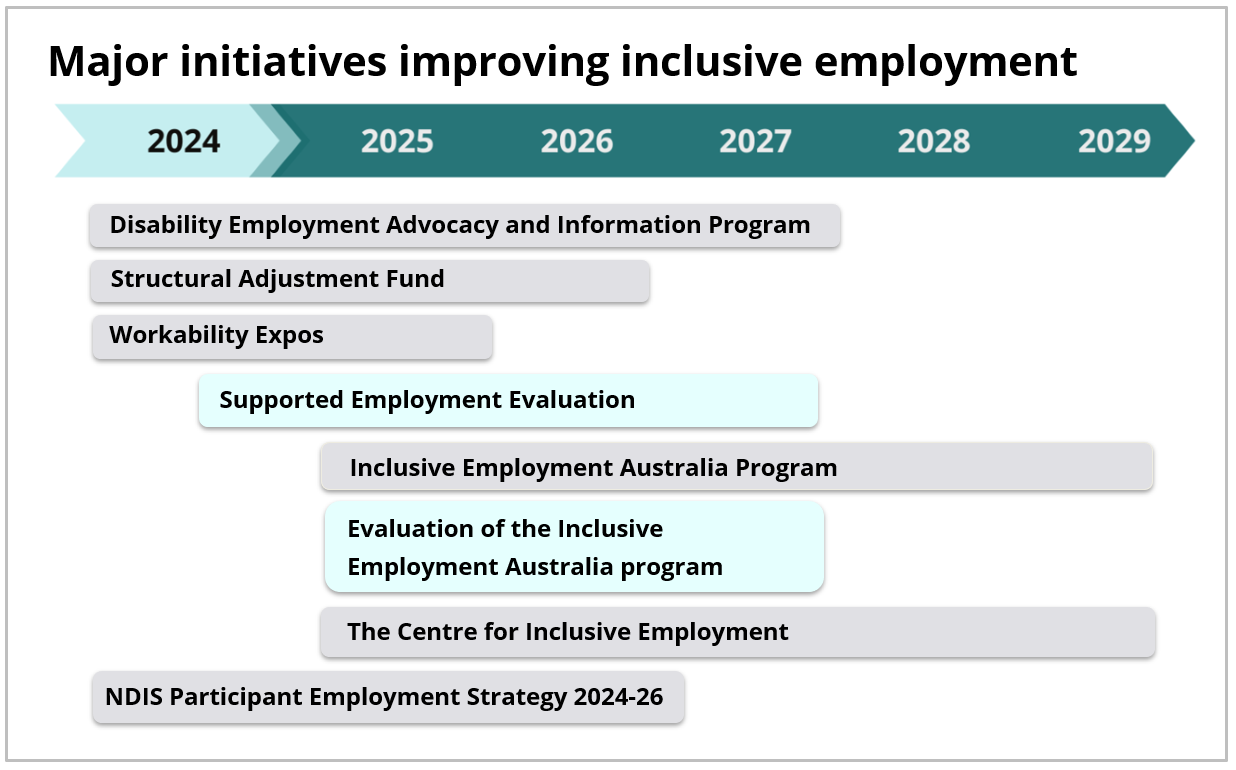 Major initiatives improving inclusive employment
2024 2025 2026 2027 2028 2029
Disability Employment Advocacy and Information Program
Structural Adjustment Fund
Workability Expos
Supported Employment Evaluation
Inclusive Employment Australia Program
Evaluation of the Inclusive
Employment Australia program
The Centre for Inclusive Employment
NDIS Participant Employment Strategy 2024-26